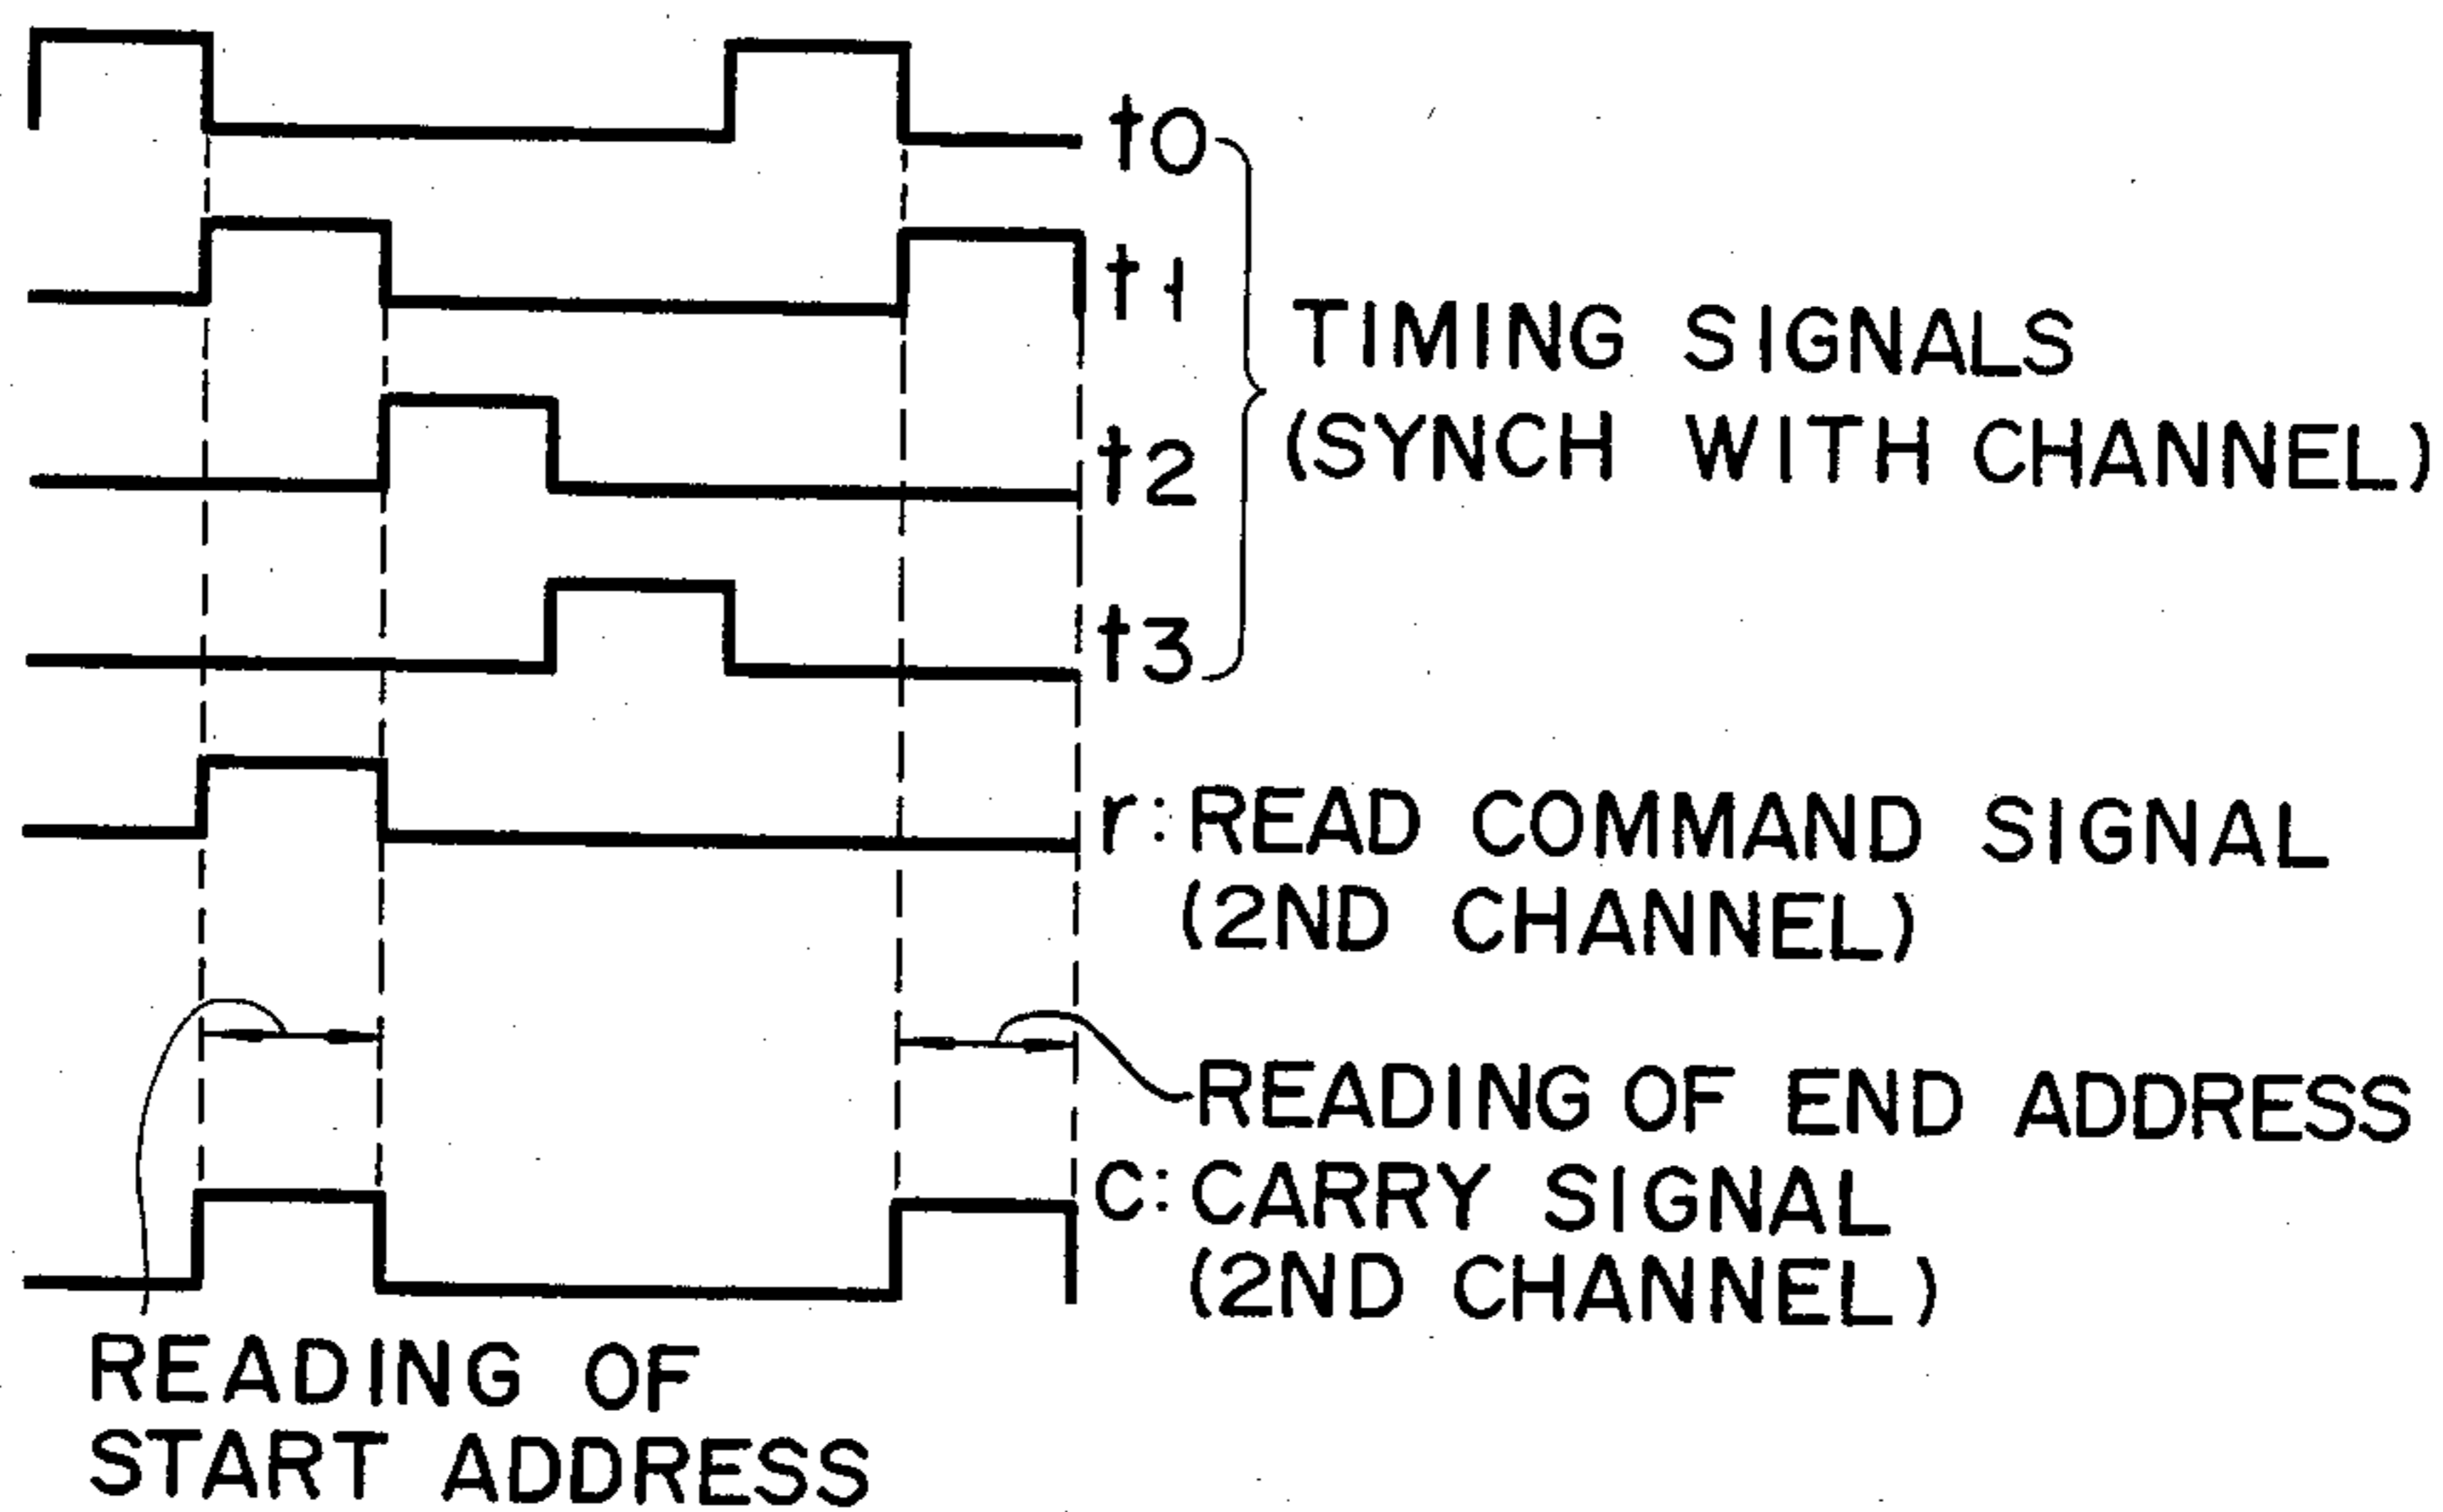 t0
t1
TIMING SIGNALS
(SYNCH WITH CHANNEL)
t2
t3
r: READ COMMAND SIGNAL
(2ND CHANNEL)
READING OF END ADDRESS
C: CARRY SIGNAL
(2ND CHANNEL)
READING OF
START ADDRESS